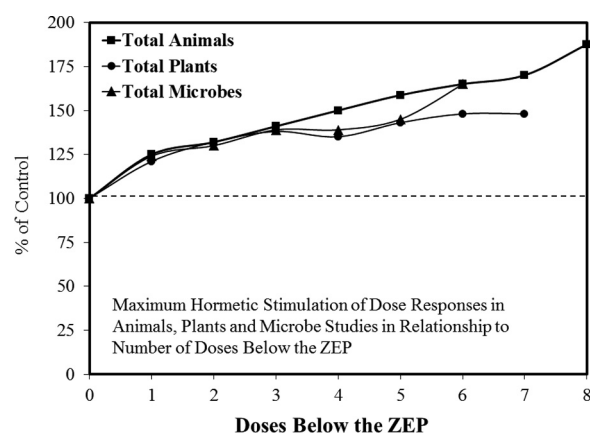 200
175
150
125
100
75
50
25
0
% of Control
Total Animals
Total Plants
Total Microbes
Maximum Hormetic Stimulation of Dose Responses in
Animals, Plants and Microbe Studies in Relationship to
Number of Doses Below the ZEP
0 1 2 3 4 5 6 7 8
Doses Below the ZEP